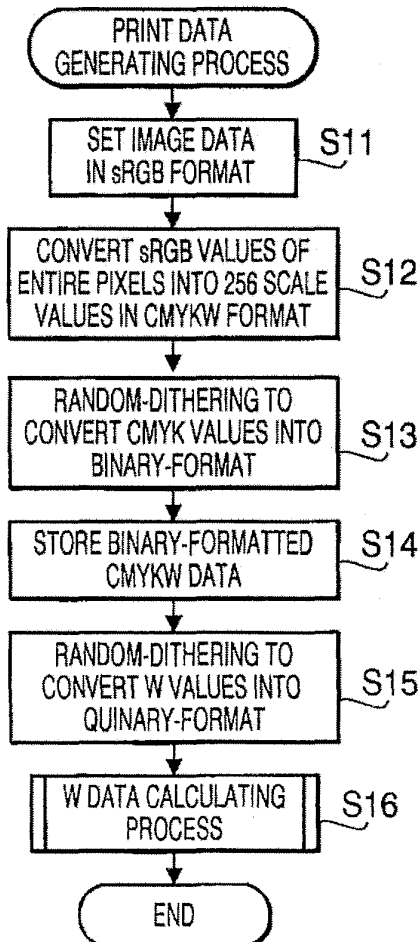 PRINT DATA
GENERATING PROCESS
SET IMAGE DATA
IN sRGB FORMAT
S11
CONVERT sRGB VALUES OF
ENTIRE PIXELS INTO 256 SCALE
VALUES IN CMYKW FORMAT
S12
RANDOM-DITHERING TO
CONVERT CMYK VALUES INTO
BINARY-FORMAT
S13
STORE BINARY-FORMATTED
CMYKW DATA
S14
RANDOM-DITHERING TO
CONVERT W VALUES INTO
QUINARY-FORMAT
S15
W DATA CALCULATING
PROCESS
S16
END